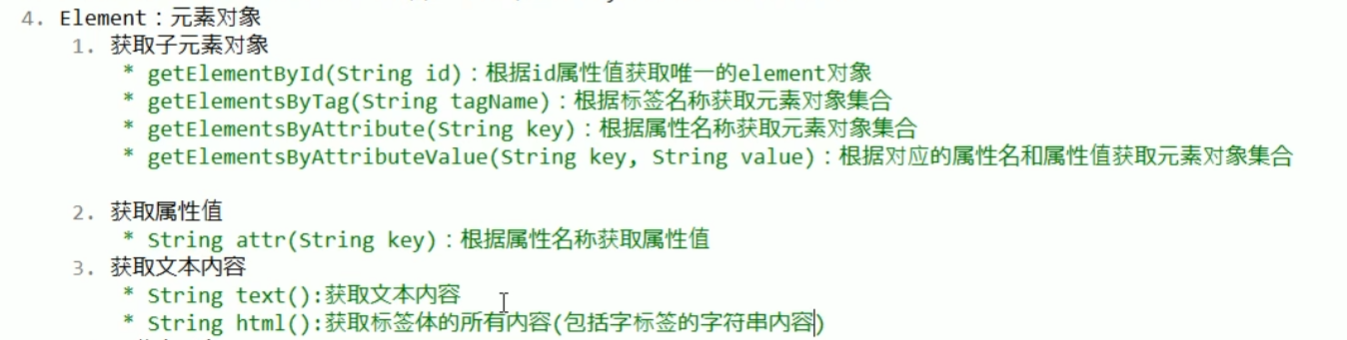 4. Element：元素对象
1. 获取子元素对象
* getElementById(String id)：根据id属性值获取唯一的element对象
* getElementsByTag(String tagName)：根据标签名称获取元素对象集合
* getElementsByAttribute(String key)：根据属性名称获取元素对象集合
* getElementsByAttributeValue(String key, String value)：根据对应的属性名和属性值获取元素对象集合
2. 获取属性值
* String attr(String key)：根据属性名称获取属性值
3. 获取文本内容
* String text():获取文本内容
* String html():获取标签体的所有内容(包括字标签的字符串内容)